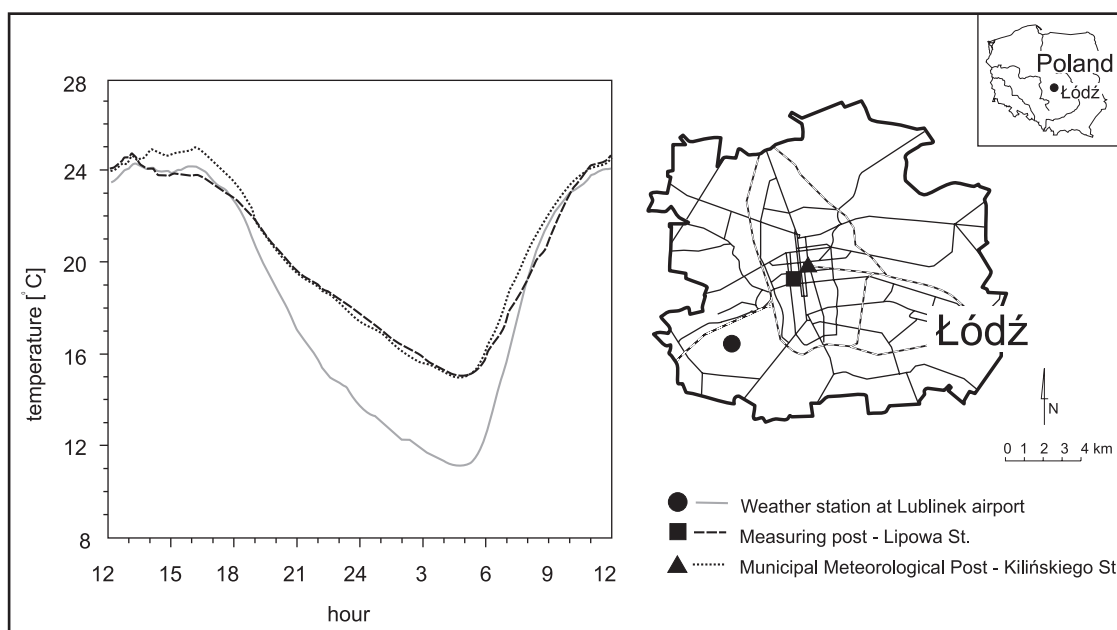 28
24
20
16
12
8
temperature [°C]
12 15 18 21 24 3 6 9 12
hour
Poland
Łódź
Łódź
N
0 1 2 3 4 km
Weather station at Lublinek airport
Measuring post - Lipowa St.
Municipal Meteorological Post - Kilińskiego St